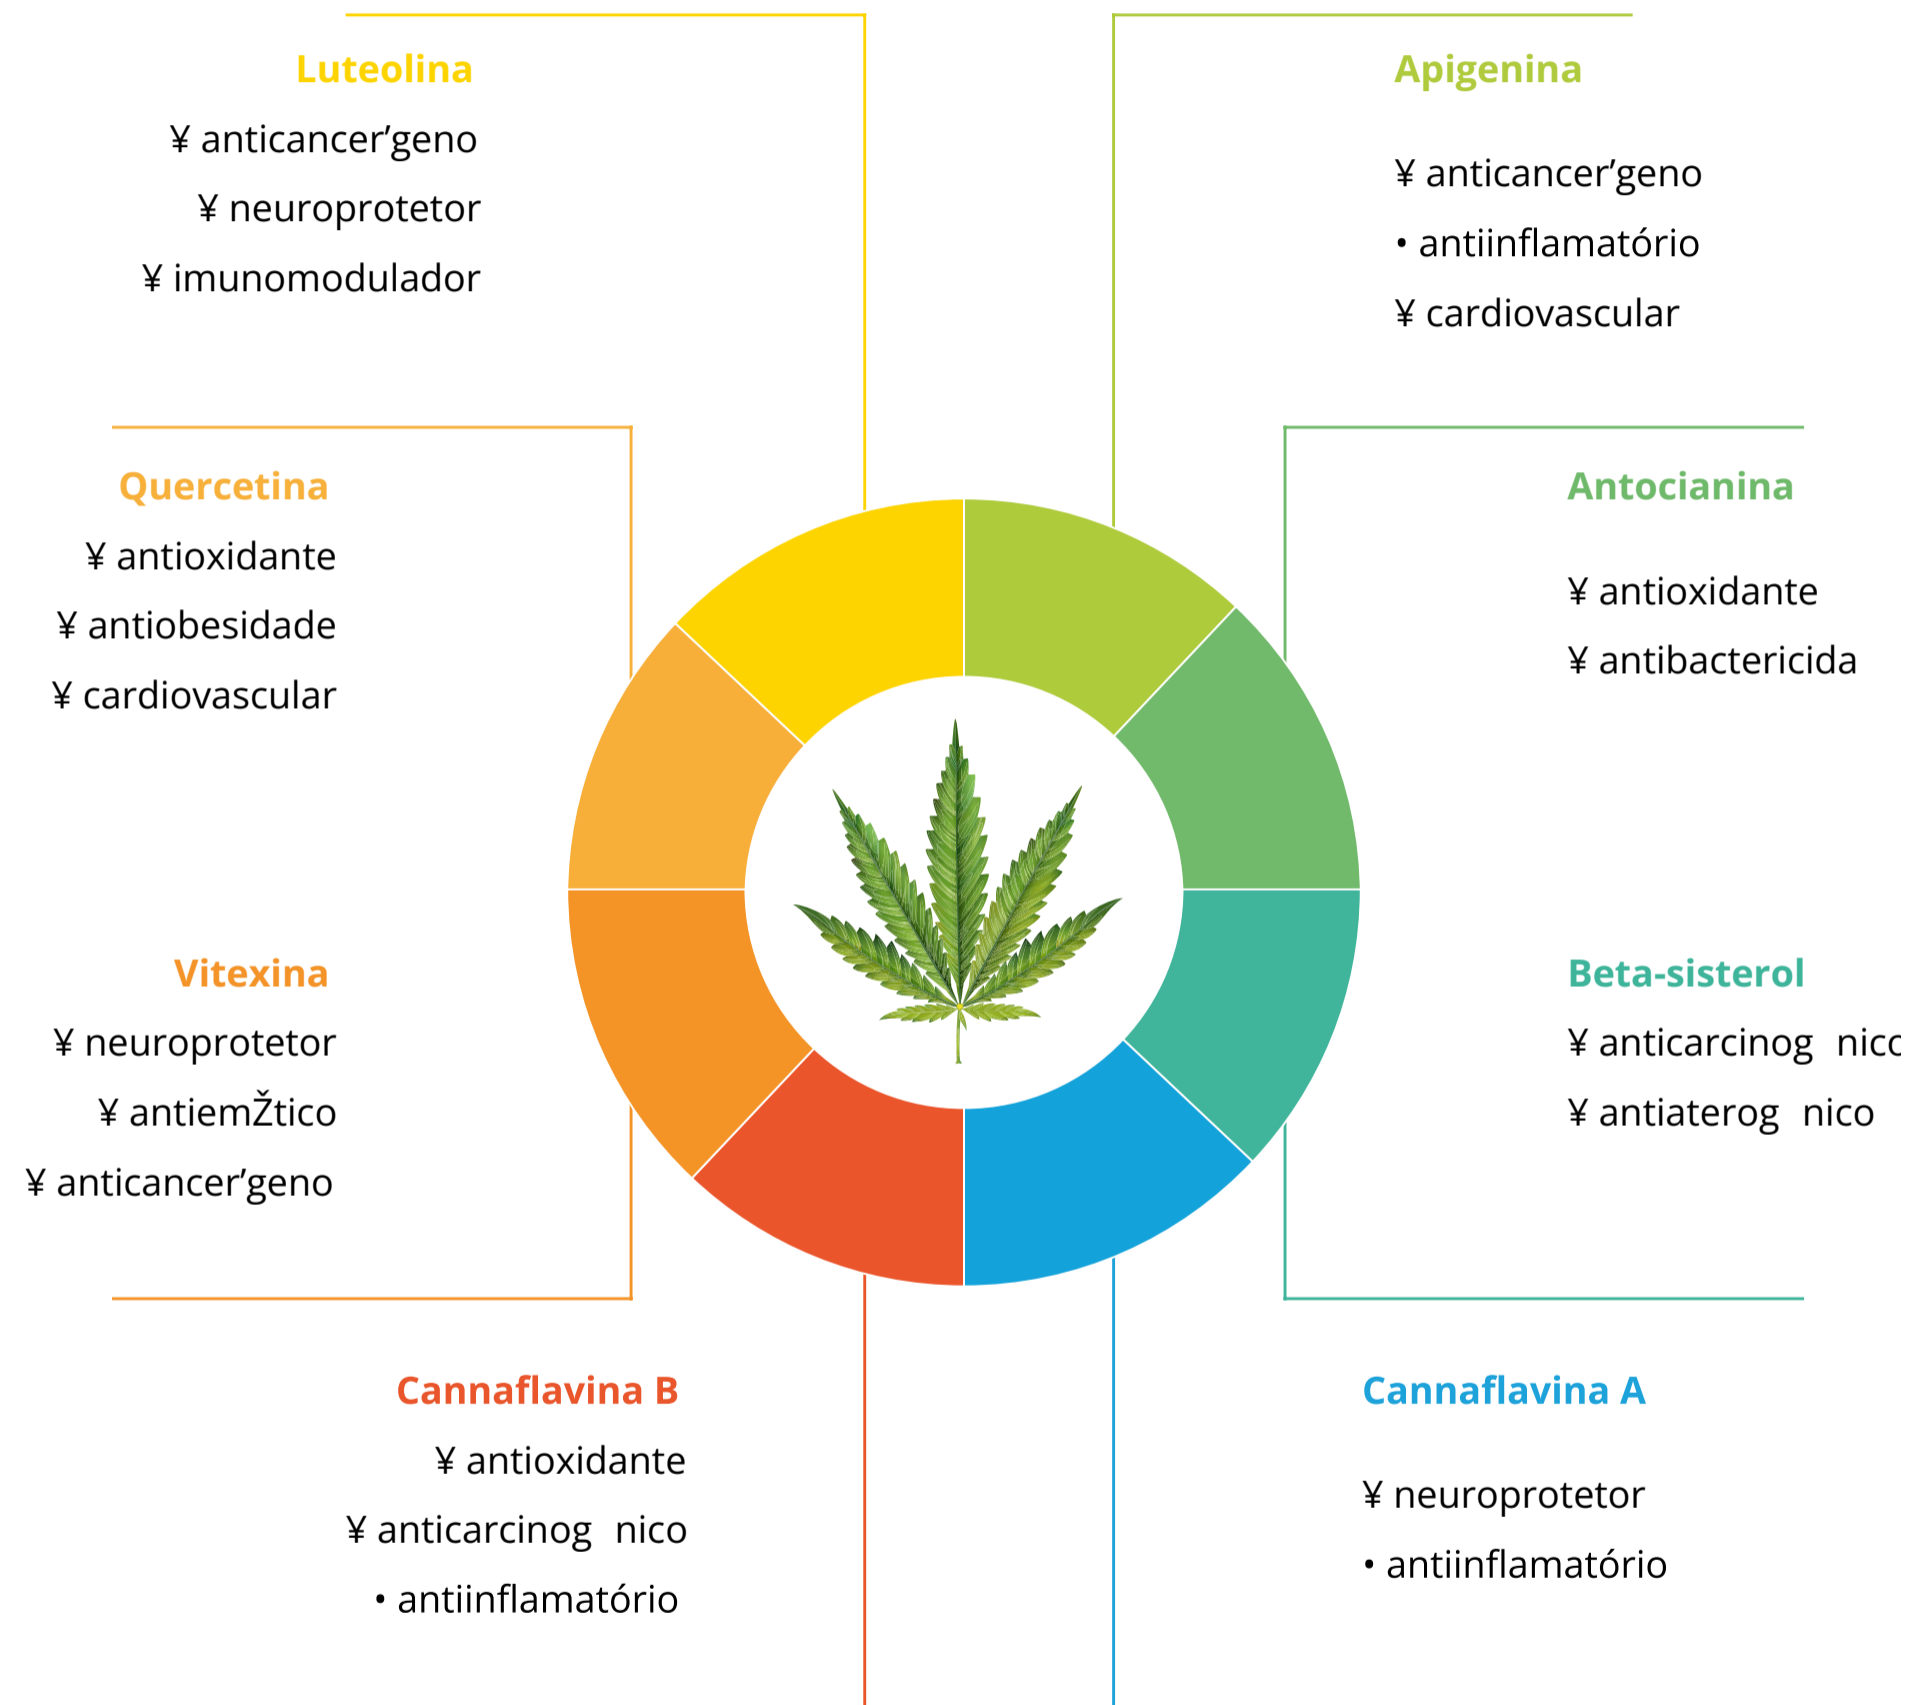 Luteolina
¥ anticancer’geno
¥ neuroprotetor
¥ imunomodulador
Apigenina
¥ anticancer’geno
• antiinflamatório
¥ cardiovascular
Quercetina
¥ antioxidante
¥ antiobesidade
¥ cardiovascular
Antocianina
¥ antioxidante
¥ antibactericida
Vitexina
¥ neuroprotetor
¥ antiemŽtico
¥ anticancer’geno
Beta-sisterol
¥ anticarcinog nico
¥ antiaterog nico
Cannaflavina B
¥ antioxidante
¥ anticarcinog nico
• antiinflamatório
Cannaflavina A
¥ neuroprotetor
• antiinflamatório